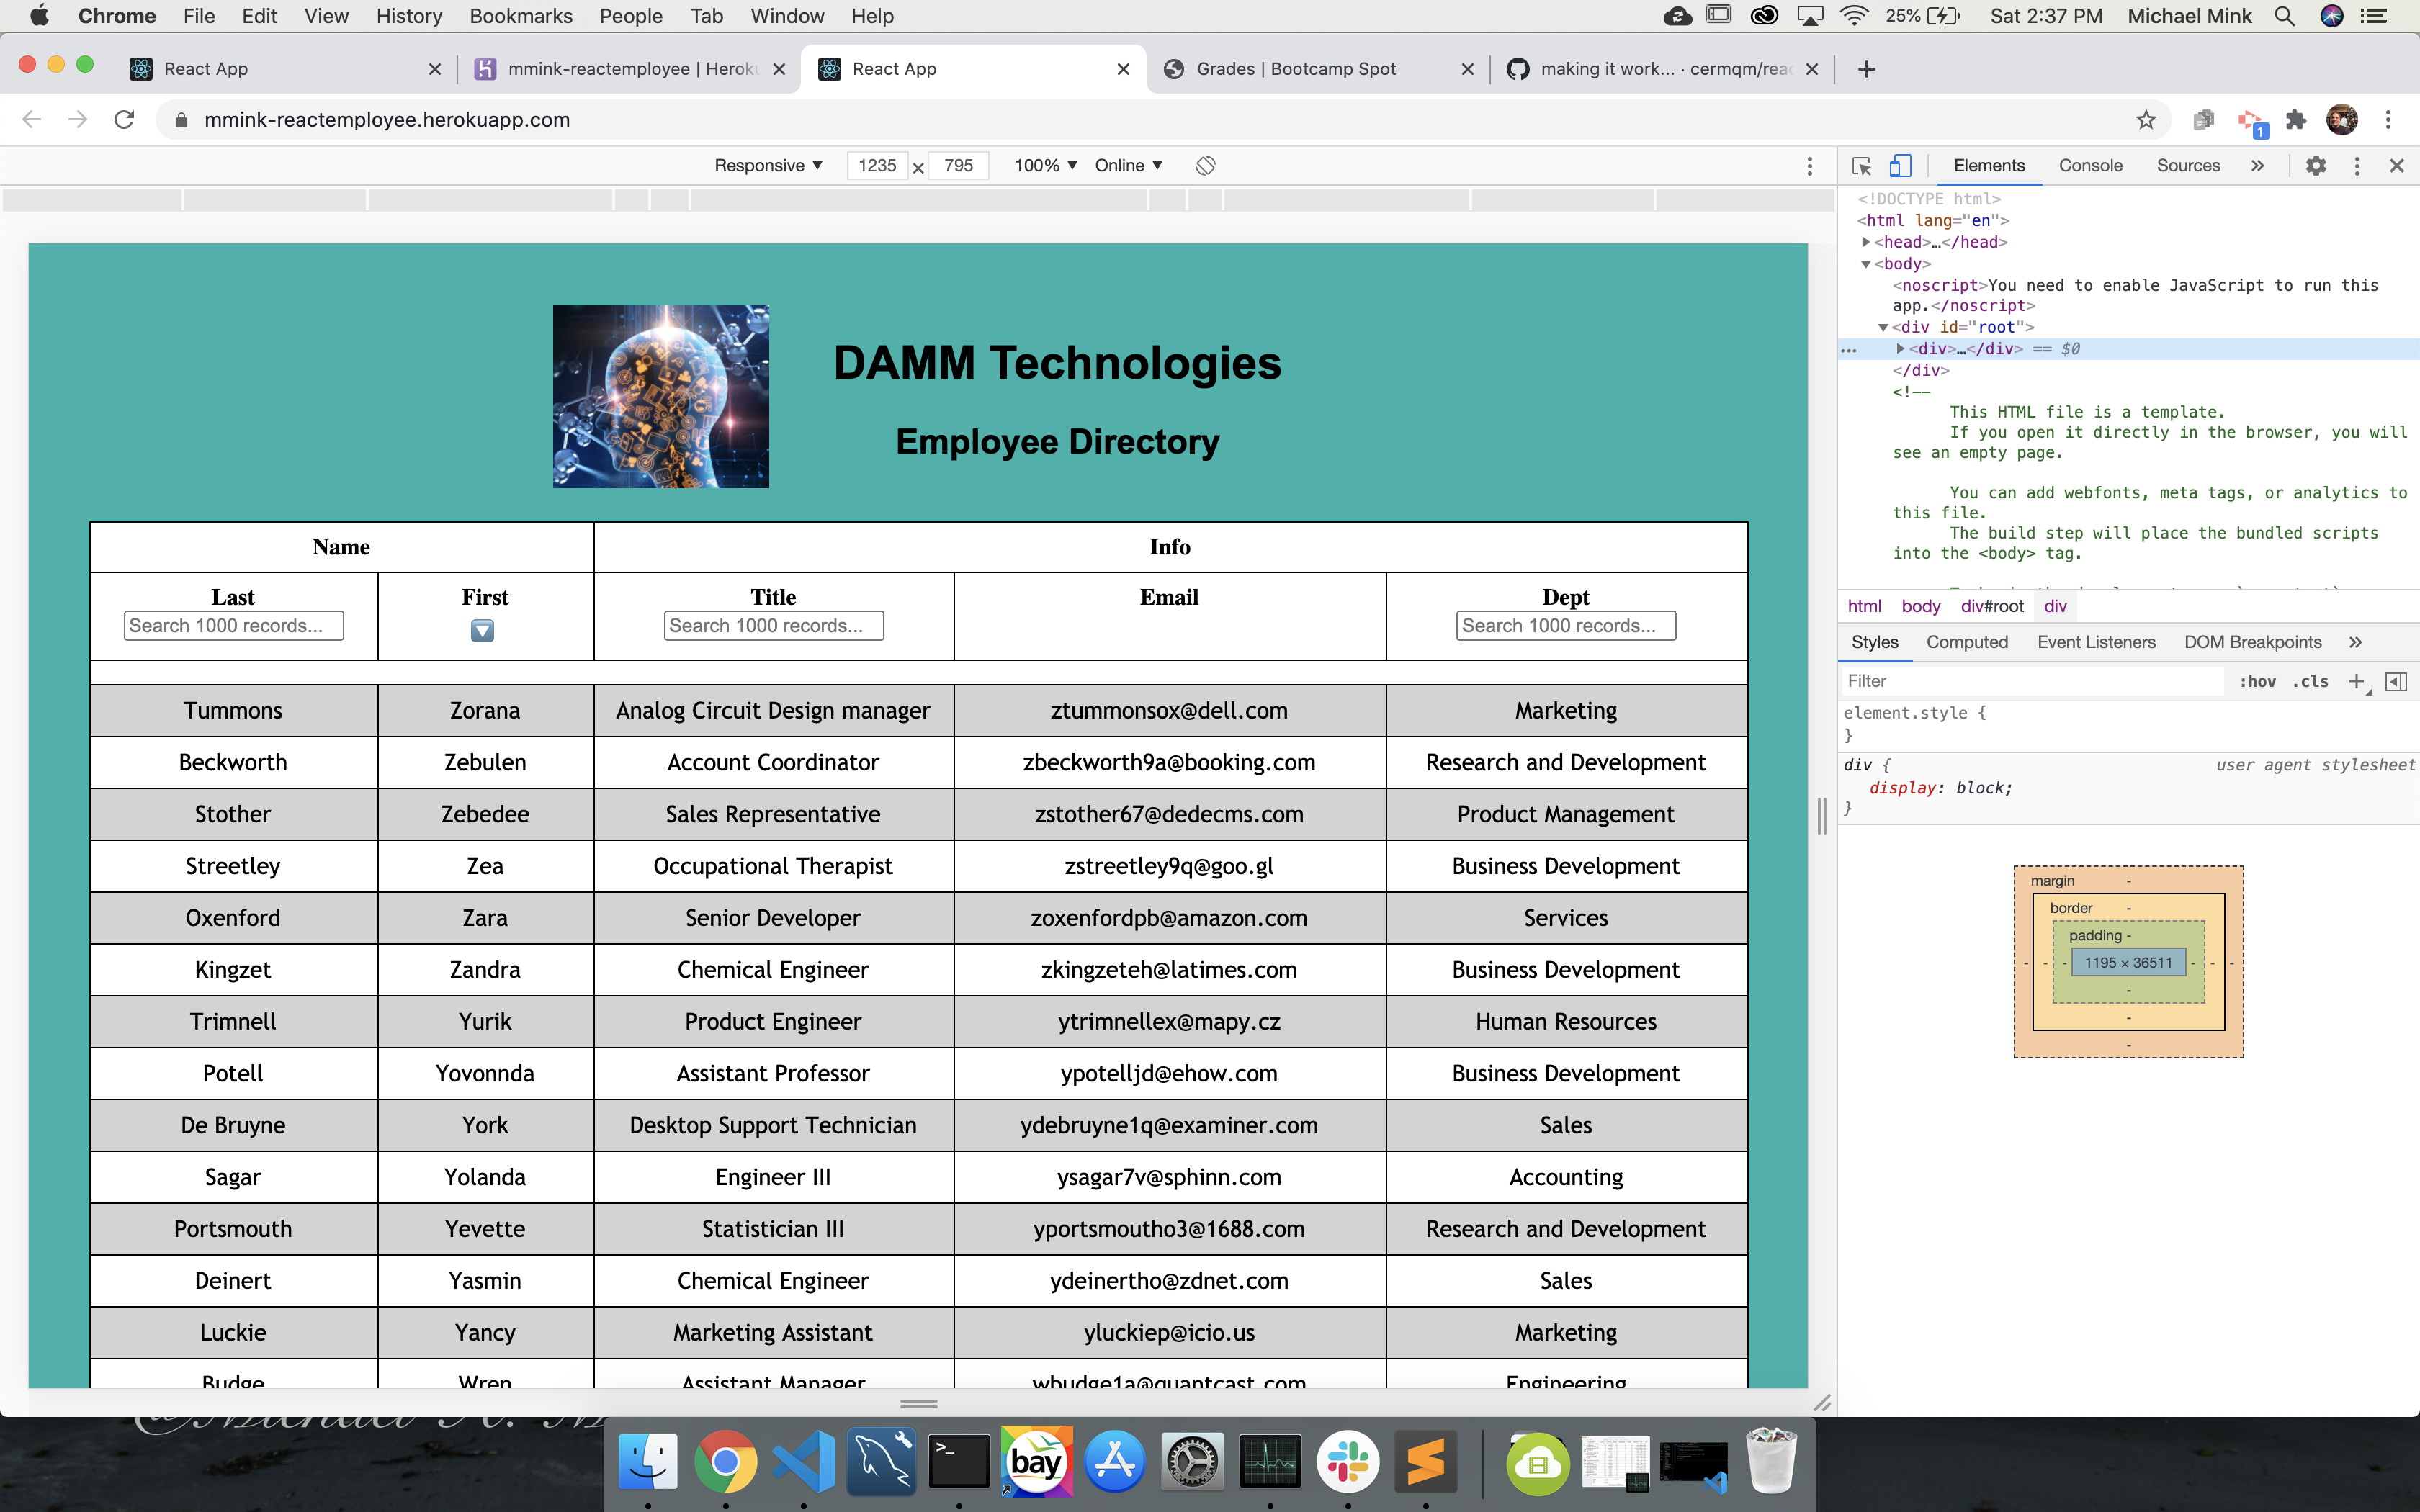 Chrome File Edit View History Bookmarks People Tab Window Help 25% Sat 2:37 PM Michael Mink
React App mmink-reactemployee | Heroku React App Grades | Bootcamp Spot making it work... · cermqm/reac
mmink-reactemployee.herokuapp.com 1
Responsive ▼ 1235 × 795 100% ▼ Online ▼
Elements Console Sources »
DAMM Technologies
Employee Directory
Name Info
Last First Title Email Dept
Search 1000 records... Search 1000 records... Search 1000 records...
Tummons Zorana Analog Circuit Design manager ztummonsox@dell.com Marketing
Beckworth Zebulen Account Coordinator zbeckworth9a@booking.com Research and Development
Stother Zebedee Sales Representative zstother67@dedecms.com Product Management
Streetley Zea Occupational Therapist zstreetley9q@goo.gl Business Development
Oxenford Zara Senior Developer zoxenfordpb@amazon.com Services
Kingzet Zandra Chemical Engineer zkingzeteh@latimes.com Business Development
Trimnell Yurik Product Engineer ytrimnellex@mapy.cz Human Resources
Potell Yovonnda Assistant Professor ypotelljd@ehow.com Business Development
De Bruyne York Desktop Support Technician ydebruyne1q@examiner.com Sales
Sagar Yolanda Engineer III ysagar7v@sphinn.com Accounting
Portsmouth Yevette Statistician III yportsmoutho3@1688.com Research and Development
Deinert Yasmin Chemical Engineer ydeinertho@zdnet.com Sales
Luckie Yancy Marketing Assistant yluckiep@icio.us Marketing
Budge Wren Assistant Manager wbudge1a@quantcast.com Engineering
<!DOCTYPE html>
<html lang="en">
<head>…</head>
<body>
<noscript>You need to enable JavaScript to run this
app.</noscript>
<div id="root">
… <div>…</div> == $0
</div>
<!--
This HTML file is a template.
If you open it directly in the browser, you will
see an empty page.
You can add webfonts, meta tags, or analytics to
this file.
The build step will place the bundled scripts
into the <body> tag.
html body div#root div
Styles Computed Event Listeners DOM Breakpoints »
Filter :hov .cls +
element.style {
}
div { user agent stylesheet
display: block;
}
margin -
border -
padding -
- - - 1195 × 36511 - - -
-
-
-
bay